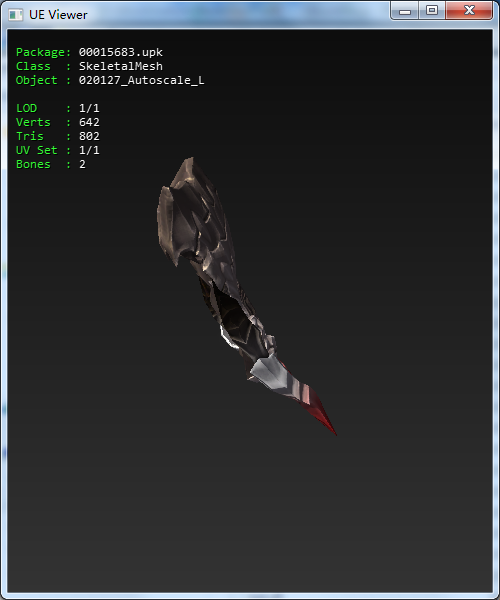 UE Viewer
Package: 00015683.upk
Class : SkeletalMesh
Object : 020127_Autoscale_L
LOD : 1/1
Verts : 642
Tris : 802
UV Set : 1/1
Bones : 2